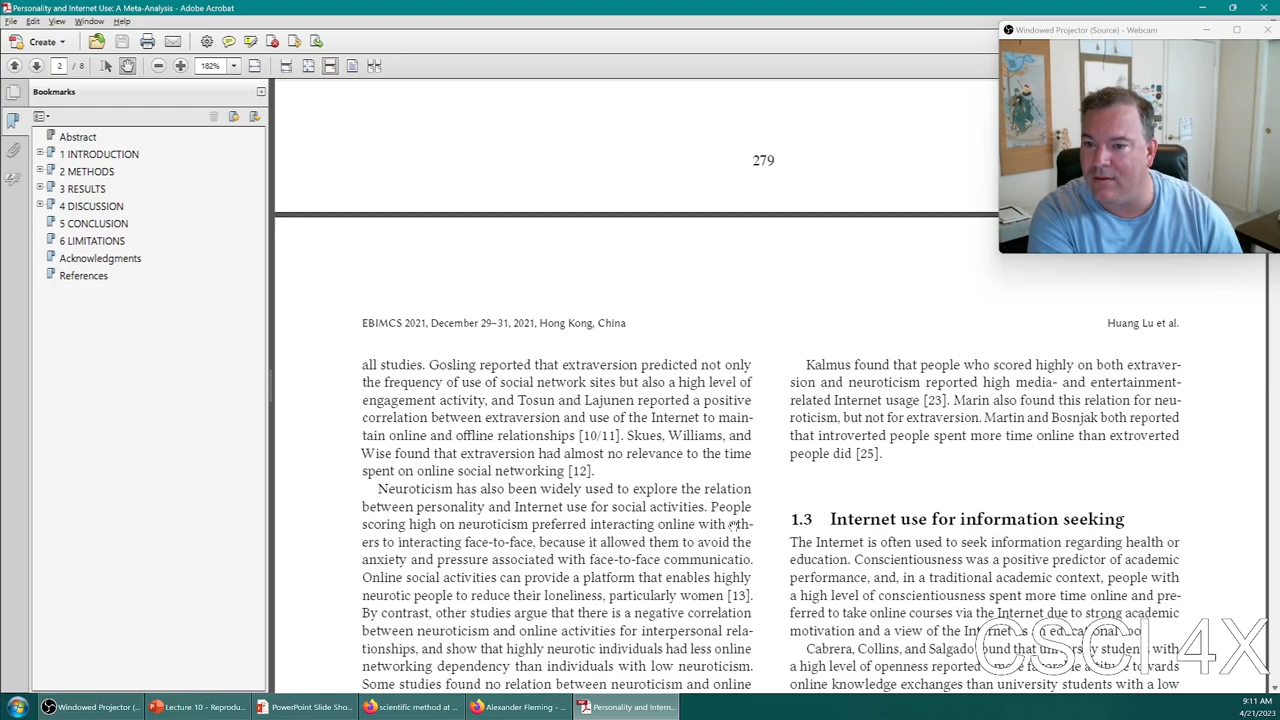 Personality and Internet Use: A Meta-Analysis - Adobe Acrobat
File Edit View Window Help
Create
2 / 8 182%
Windowed Projector (Source) - Webcam
Bookmarks
Abstract
1 INTRODUCTION
2 METHODS
3 RESULTS
4 DISCUSSION
5 CONCLUSION
6 LIMITATIONS
Acknowledgments
References
279
EBIMCS 2021, December 29–31, 2021, Hong Kong, China
Huang Lu et al.
all studies. Gosling reported that extraversion predicted not only
the frequency of use of social network sites but also a high level of
engagement activity, and Tosun and Lajunen reported a positive
correlation between extraversion and use of the Internet to main-
tain online and offline relationships [10/11]. Skues, Williams, and
Wise found that extraversion had almost no relevance to the time
spent on online social networking [12].
Neuroticism has also been widely used to explore the relation
between personality and Internet use for social activities. People
scoring high on neuroticism preferred interacting online with oth-
ers to interacting face-to-face, because it allowed them to avoid the
anxiety and pressure associated with face-to-face communicatio.
Online social activities can provide a platform that enables highly
neurotic people to reduce their loneliness, particularly women [13].
By contrast, other studies argue that there is a negative correlation
between neuroticism and online activities for interpersonal rela-
tionships, and show that highly neurotic individuals had less online
networking dependency than individuals with low neuroticism.
Some studies found no relation between neuroticism and online
Kalmus found that people who scored highly on both extraver-
sion and neuroticism reported high media- and entertainment-
related Internet usage [23]. Marin also found this relation for neu-
roticism, but not for extraversion. Martin and Bosnjak both reported
that introverted people spent more time online than extroverted
people did [25].
1.3 Internet use for information seeking
The Internet is often used to seek information regarding health or
education. Conscientiousness was a positive predictor of academic
performance, and, in a traditional academic context, people with
a high level of conscientiousness spent more time online and pre-
ferred to take online courses via the Internet due to strong academic
motivation and a view of the Internet as an educational tool.
Cabrera, Collins, and Salgado found that university students with
a high level of openness reported a more favorable attitude towards
online knowledge exchanges than university students with a low
CSCI 4X
Windowed Projector (...
Lecture 10 - Reprodu...
PowerPoint Slide Sho...
scientific method at ...
Alexander Fleming - ...
Personality and Intern...
9:11 AM
4/21/2023